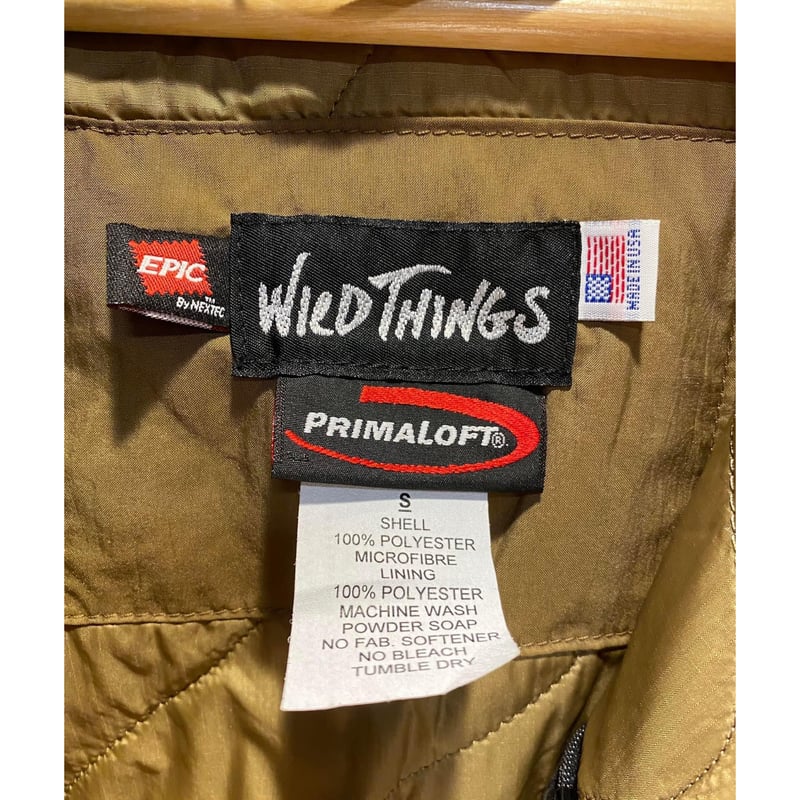 EPIC
By NEXTEC™
WILD THINGS
MADE IN USA
PRIMALOFT®
S
SHELL
100% POLYESTER
MICROFIBRE
LINING
100% POLYESTER
MACHINE WASH
POWDER SOAP
NO FAB. SOFTENER
NO BLEACH
TUMBLE DRY